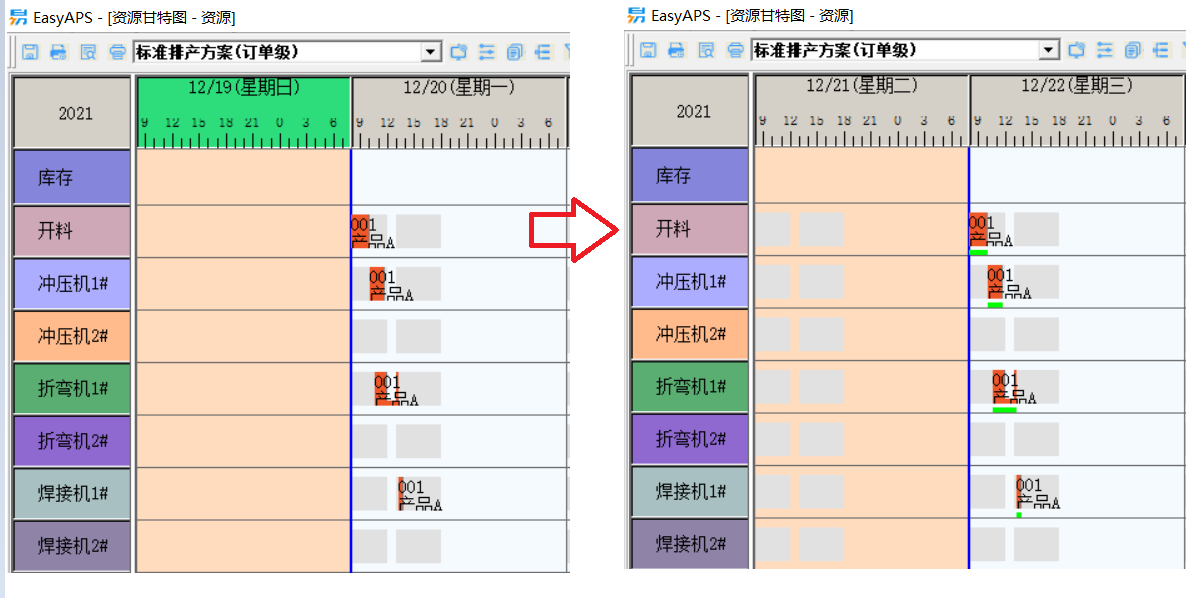 EasyAPS - [资源甘特图 - 资源]
标准排产方案(订单级)
2021
12/19(星期日)
12/20(星期一)
9 12 15 18 21 0 3 6 9 12 15 18 21 0 3 6
库存
开料
001
产品A
冲压机1#
001
产品A
冲压机2#
折弯机1#
001
产品A
折弯机2#
焊接机1#
001
产品A
焊接机2#
EasyAPS - [资源甘特图 - 资源]
标准排产方案(订单级)
2021
12/21(星期二)
12/22(星期三)
9 12 15 18 21 0 3 6 9 12 15 18 21 0 3 6
库存
开料
001
产品A
冲压机1#
001
产品A
冲压机2#
折弯机1#
001
产品A
折弯机2#
焊接机1#
001
产品A
焊接机2#